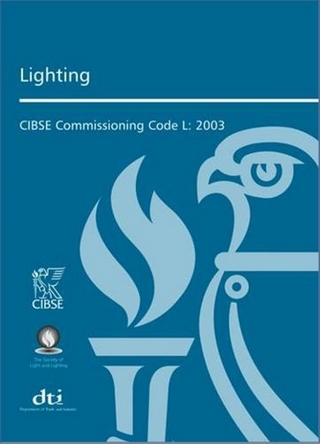 Lighting
CIBSE Commissioning Code L: 2003
CIBSE
The Society of
Light and Lighting
dti
Department of Trade and Industry